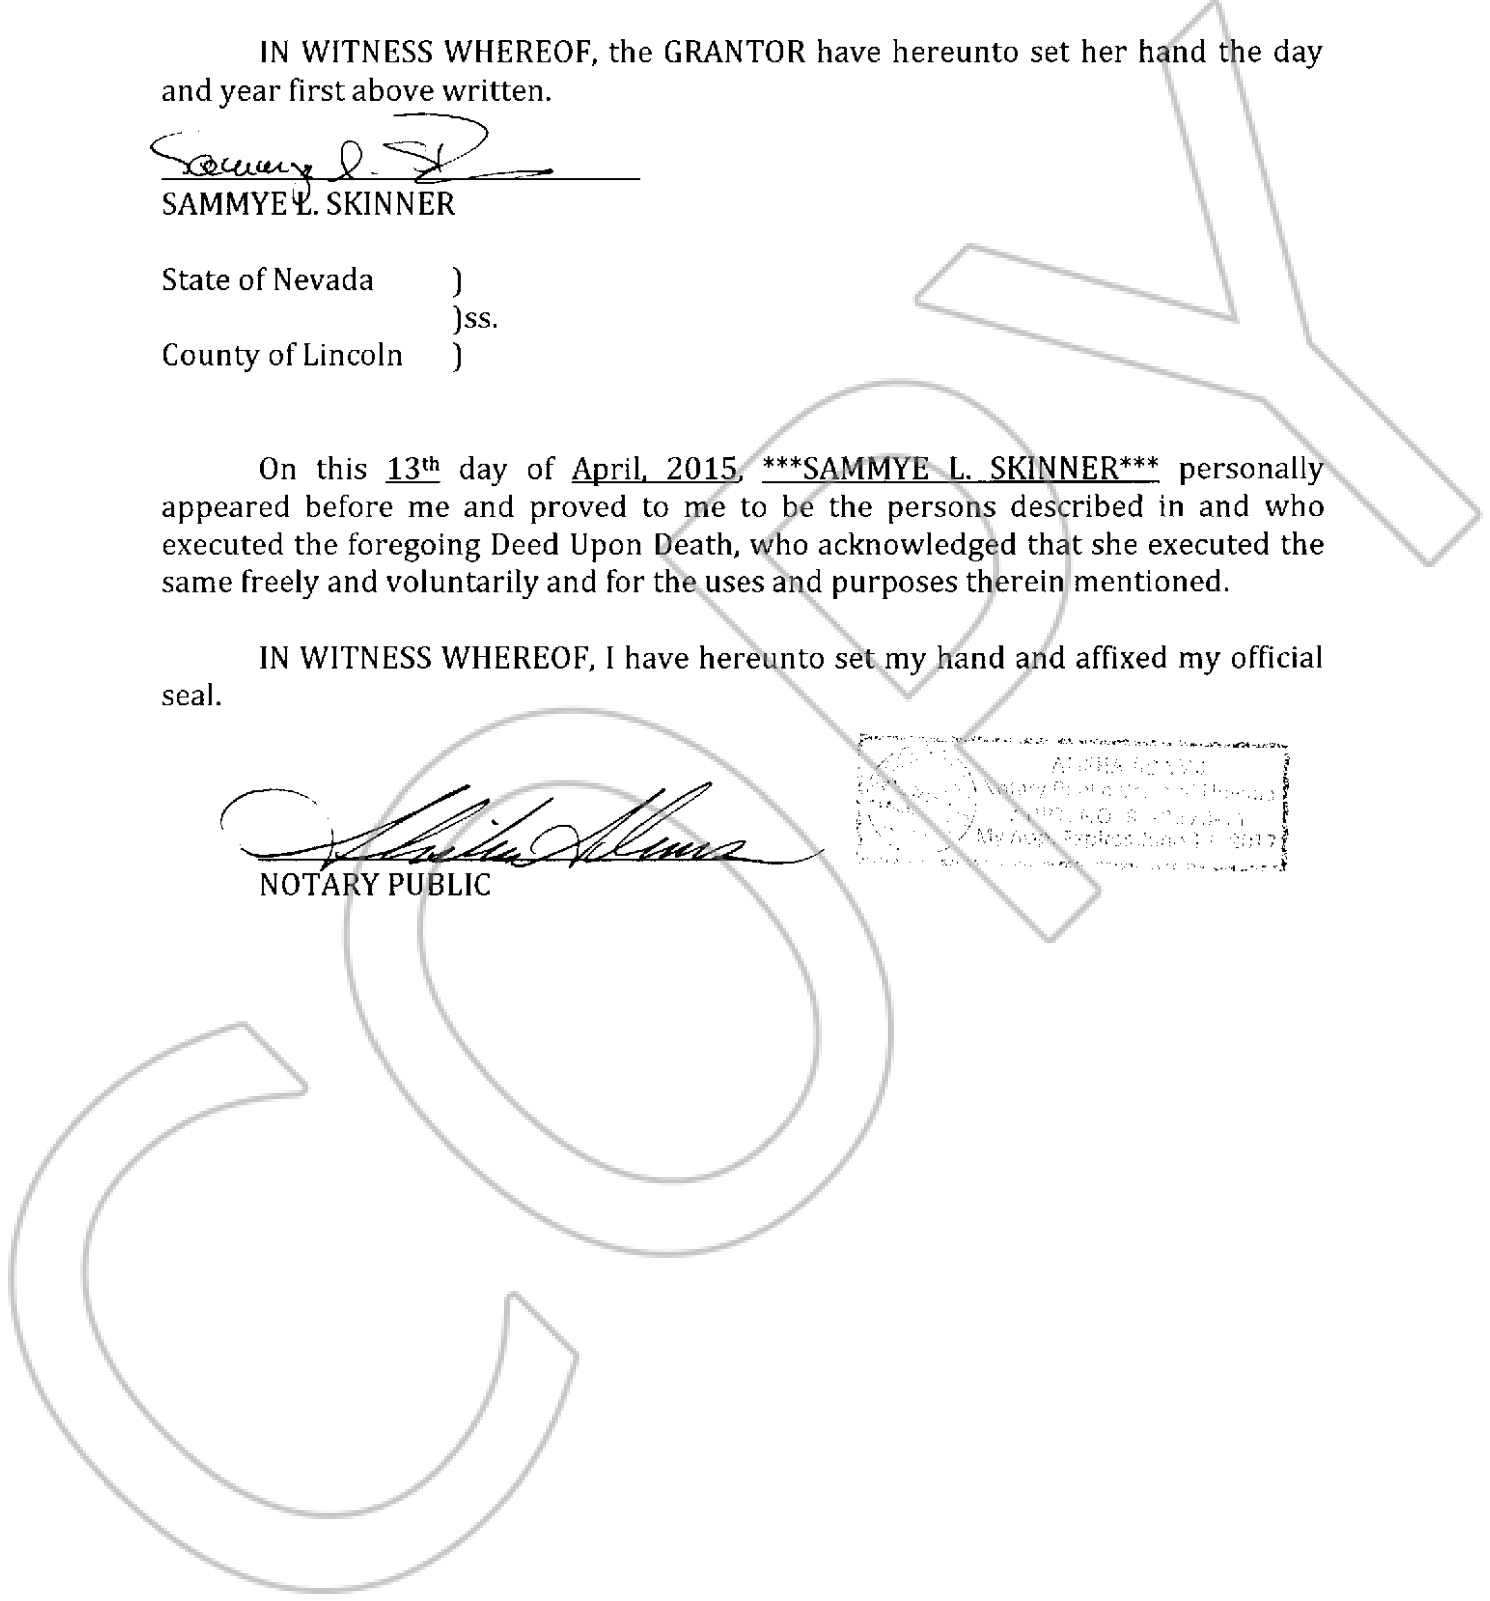 IN WITNESS WHEREOF, the GRANTOR have hereunto set her hand the day
and year first above written.
SAMMYE L. SKINNER
State of Nevada )
)ss.
County of Lincoln )
On this 13th day of April, 2015, ***SAMMYE L. SKINNER*** personally
appeared before me and proved to me to be the persons described in and who
executed the foregoing Deed Upon Death, who acknowledged that she executed the
same freely and voluntarily and for the uses and purposes therein mentioned.
IN WITNESS WHEREOF, I have hereunto set my hand and affixed my official
seal.
NOTARY PUBLIC
COPY